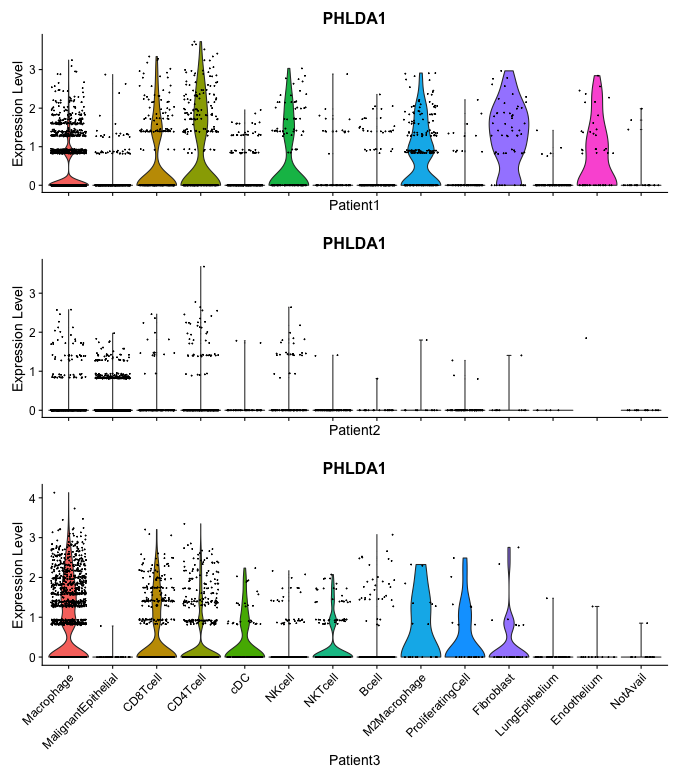 PHLDA1
Expression Level
3
2
1
0
Patient1
PHLDA1
Expression Level
3
2
1
0
Patient2
PHLDA1
Expression Level
4
3
2
1
0
Macrophage
MalignantEpithelial
CD8Tcell
CD4Tcell
cDC
NKcell
NKTcell
Bcell
M2Macrophage
ProliferatingCell
Fibroblast
LungEpithelium
Endothelium
NotAvail
Patient3